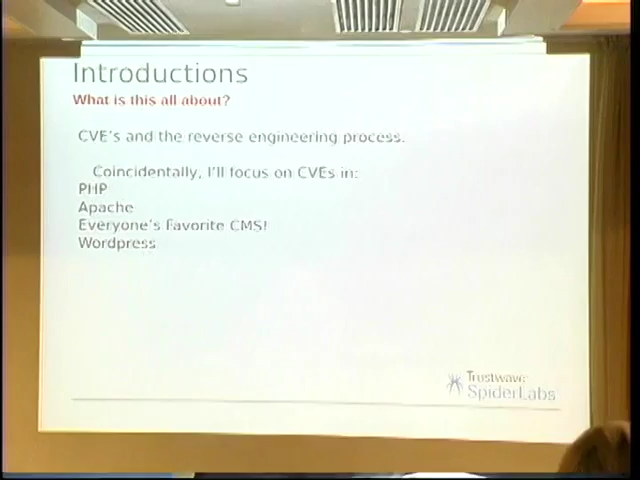 Introductions
What is this all about?
CVE's and the reverse engineering process.
Coincidentally, I'll focus on CVEs in:
PHP
Apache
Everyone's Favorite CMS!
Wordpress
Trustwave
SpiderLabs